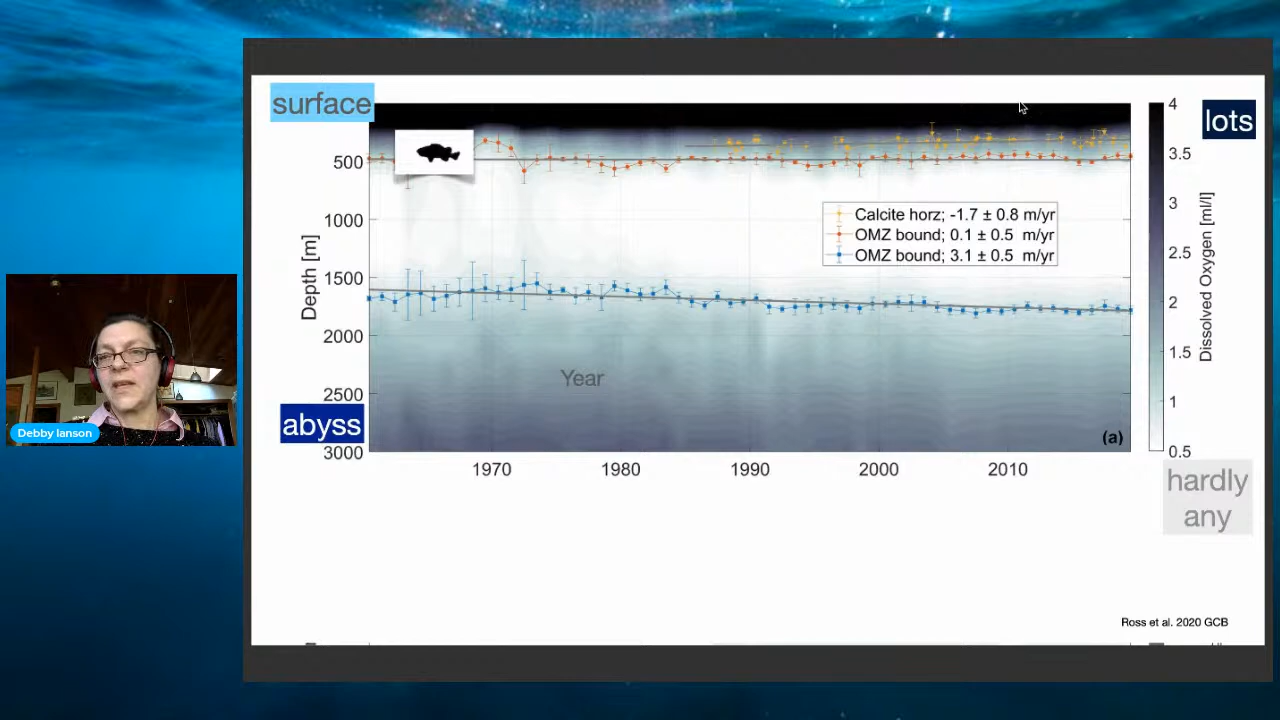 surface
4
lots
500
3.5
1000
Calcite horz; -1.7 ± 0.8 m/yr
3
OMZ bound; 0.1 ± 0.5 m/yr
OMZ bound; 3.1 ± 0.5 m/yr
2.5
1500
Depth [m]
Dissolved Oxygen [ml/l]
2
2000
1.5
Year
2500
1
abyss
Debby Ianson
(a)
3000
0.5
1970
1980
1990
2000
2010
hardly
any
Ross et al. 2020 GCB